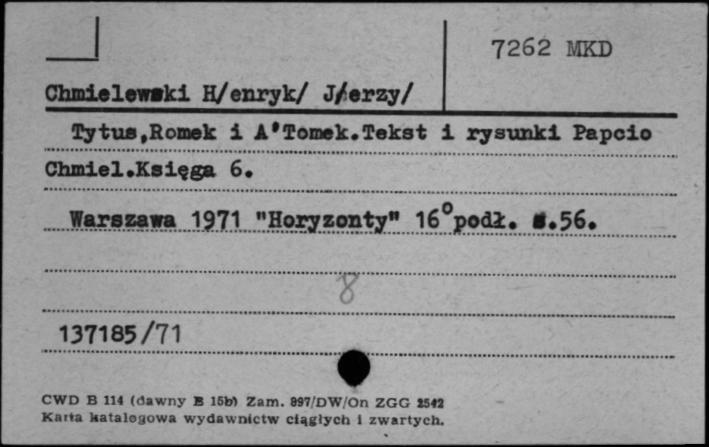 7262 MKD
Chmielewski H/enryk/ J/erzy/
Tytus,Romek i A'Tomek.Tekst i rysunki Papcio
Chmiel.Księga 6.
Warszawa 1971 "Horyzonty" 16°podł. s.56.
8
137185/71
CWD B 114 (dawny B 15b) Zam. 897/DW/On ZGG 2542
Karta katalogowa wydawnictw ciągłych i zwartych.